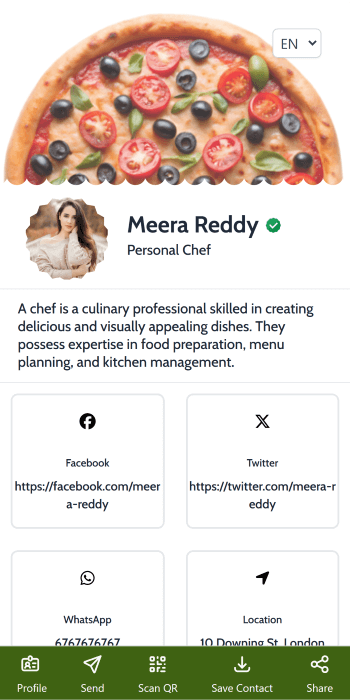 EN
Meera Reddy
Personal Chef
A chef is a culinary professional skilled in creating
delicious and visually appealing dishes. They
possess expertise in food preparation, menu
planning, and kitchen management.
Facebook
https://facebook.com/meer
a-reddy
Twitter
https://twitter.com/meera-r
eddy
WhatsApp
6767676767
Location
10 Downing St, London
Profile
Send
Scan QR
Save Contact
Share